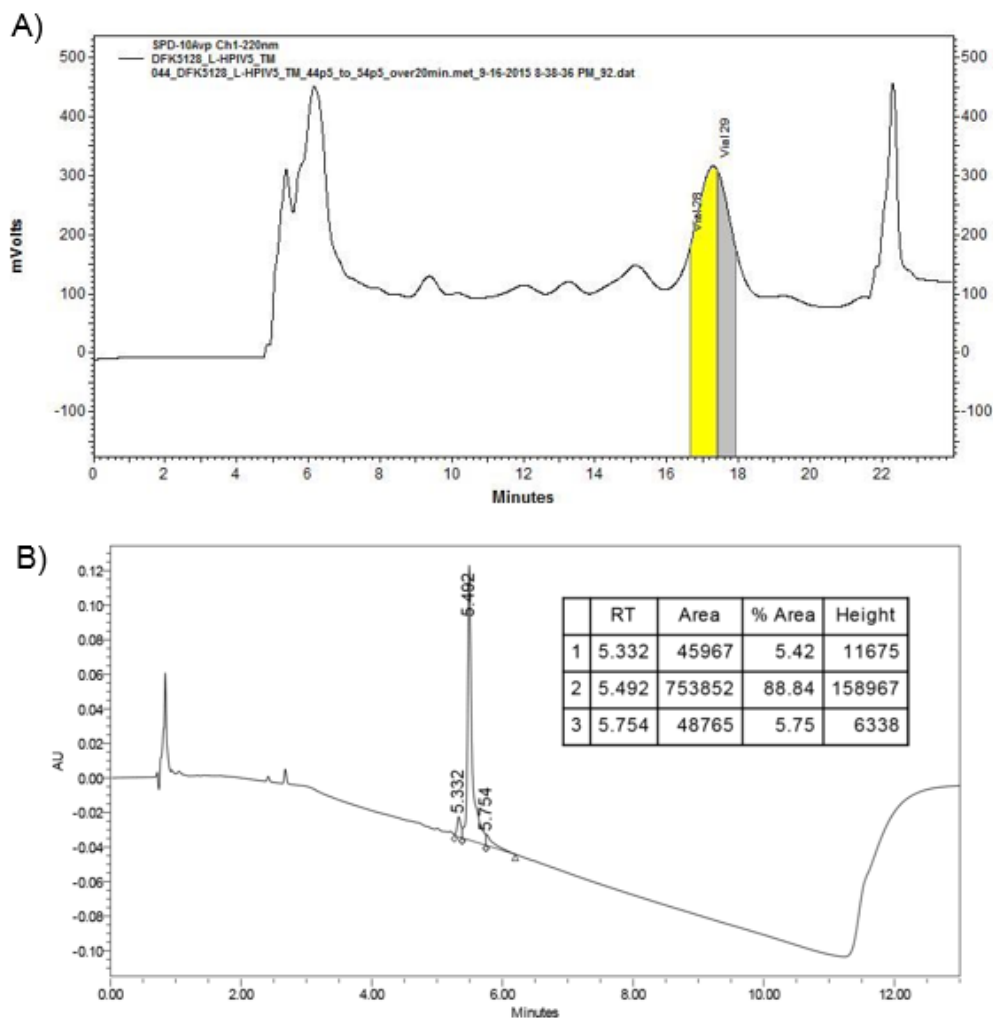 A)
SPD-10Avp Ch1-220nm
DFK5128_L-HPIV5_TM
044_DFK5128_L-HPIV5_TM_44p5_to_54p5_over20min.met_9-16-2015 8-38-36 PM_92.dat
500 500
400 400
300 300
200 200
100 100
0 0
-100 -100
mVolts
Vial 28
Vial 29
0 2 4 6 8 10 12 14 16 18 20 22
Minutes
B)
0.12
0.10
0.08
0.06
0.04
0.02
0.00
-0.02
-0.04
-0.06
-0.08
-0.10
AU
5.332
5.492
5.754
RT Area % Area Height
1 5.332 45967 5.42 11675
2 5.492 753852 88.84 158967
3 5.754 48765 5.75 6338
0.00 2.00 4.00 6.00 8.00 10.00 12.00
Minutes